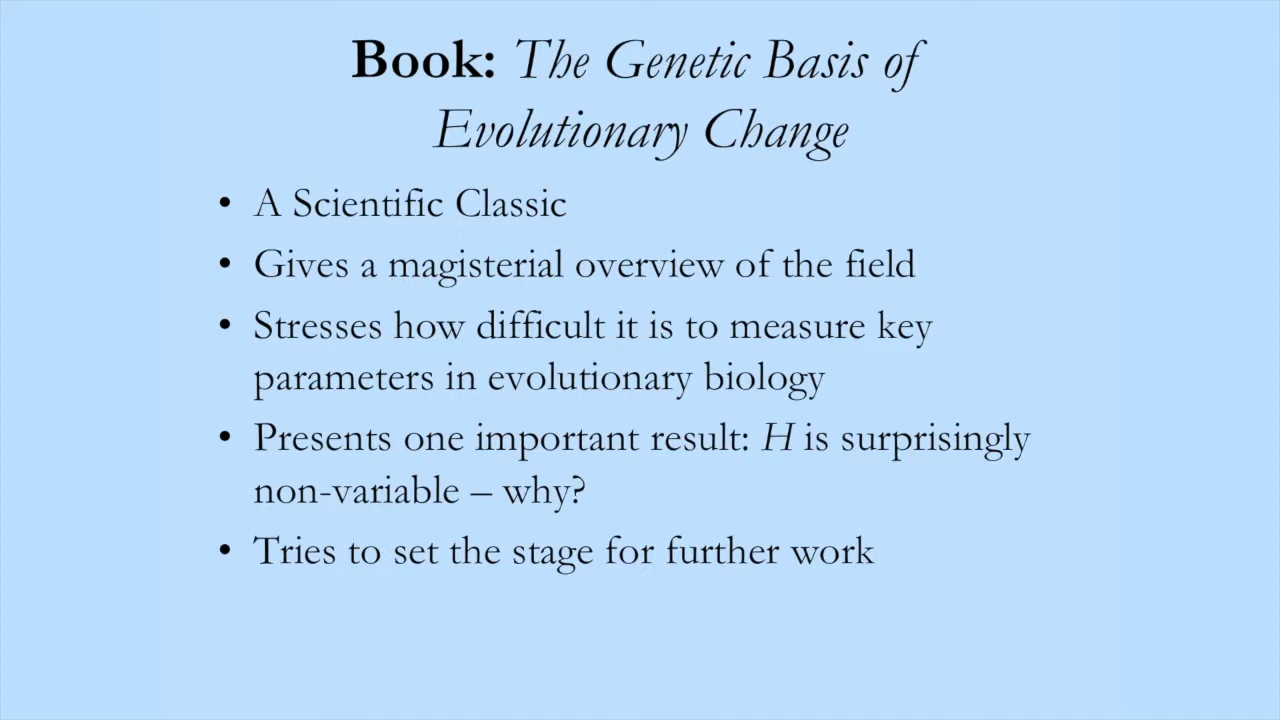 Book: The Genetic Basis of
Evolutionary Change
• A Scientific Classic
• Gives a magisterial overview of the field
• Stresses how difficult it is to measure key
parameters in evolutionary biology
• Presents one important result: H is surprisingly
non-variable – why?
• Tries to set the stage for further work